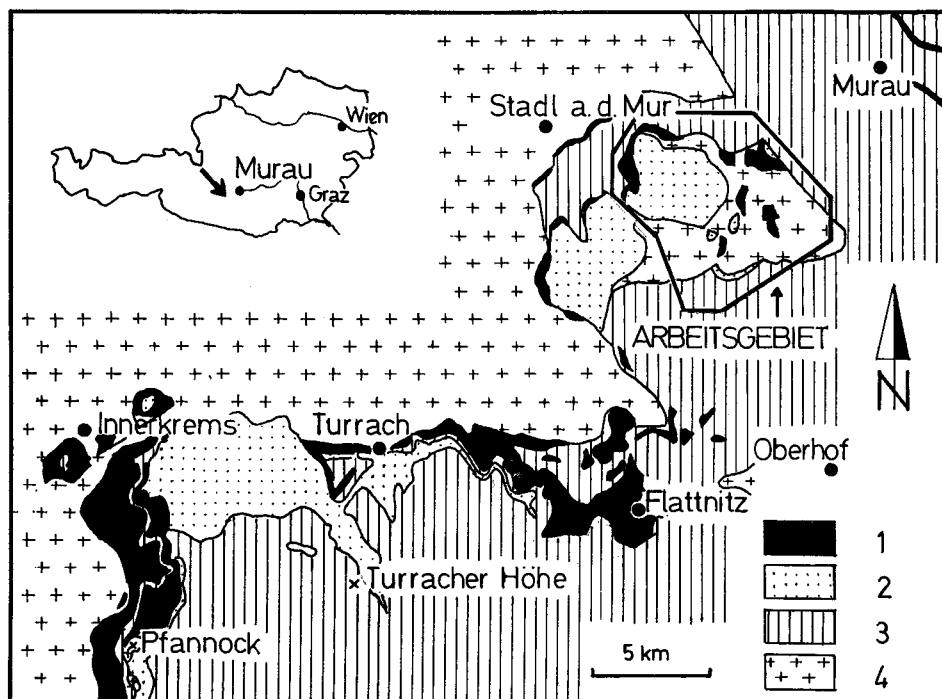 Wien
Murau
Graz
Stadl a.d. Mur
Murau
ARBEITSGEBIET
N
Innerkrems
Turrach
Oberhof
Flattnitz
Turracher Höhe
Pfannock
1
2
3
4
5 km